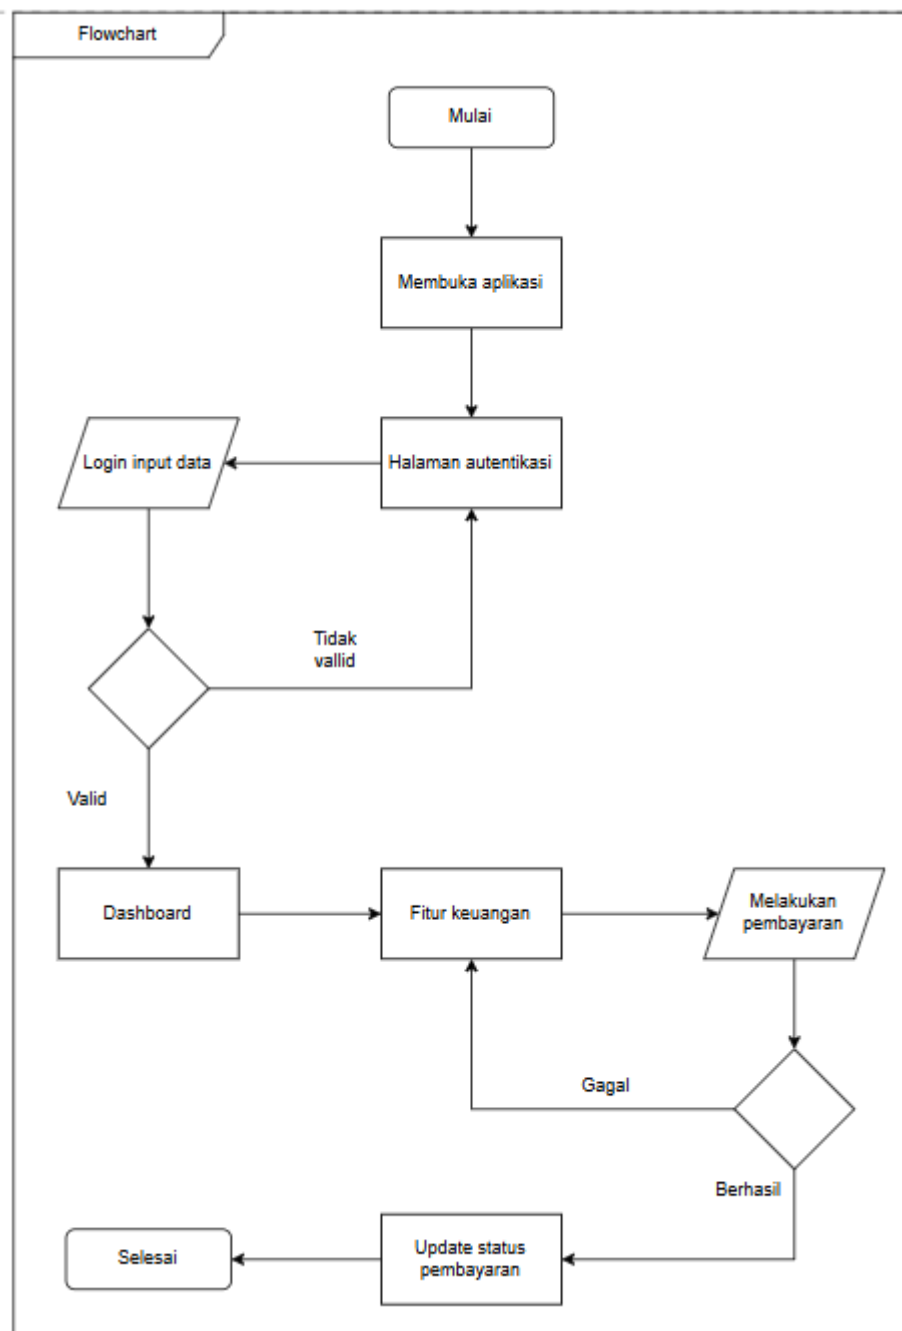 Flowchart
Mulai
Membuka aplikasi
Login input data
Halaman autentikasi
Tidak
vallid
Valid
Dashboard
Fitur keuangan
Melakukan
pembayaran
Gagal
Berhasil
Selesai
Update status
pembayaran